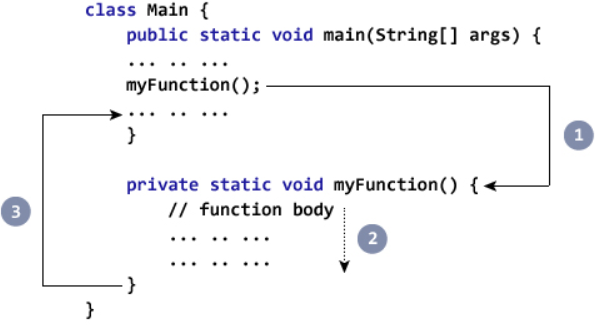 class Main {
public static void main(String[] args) {
... .. ...
myFunction();
... .. ...
}
1
private static void myFunction() {
// function body
3
2
... .. ...
... .. ...
}
}